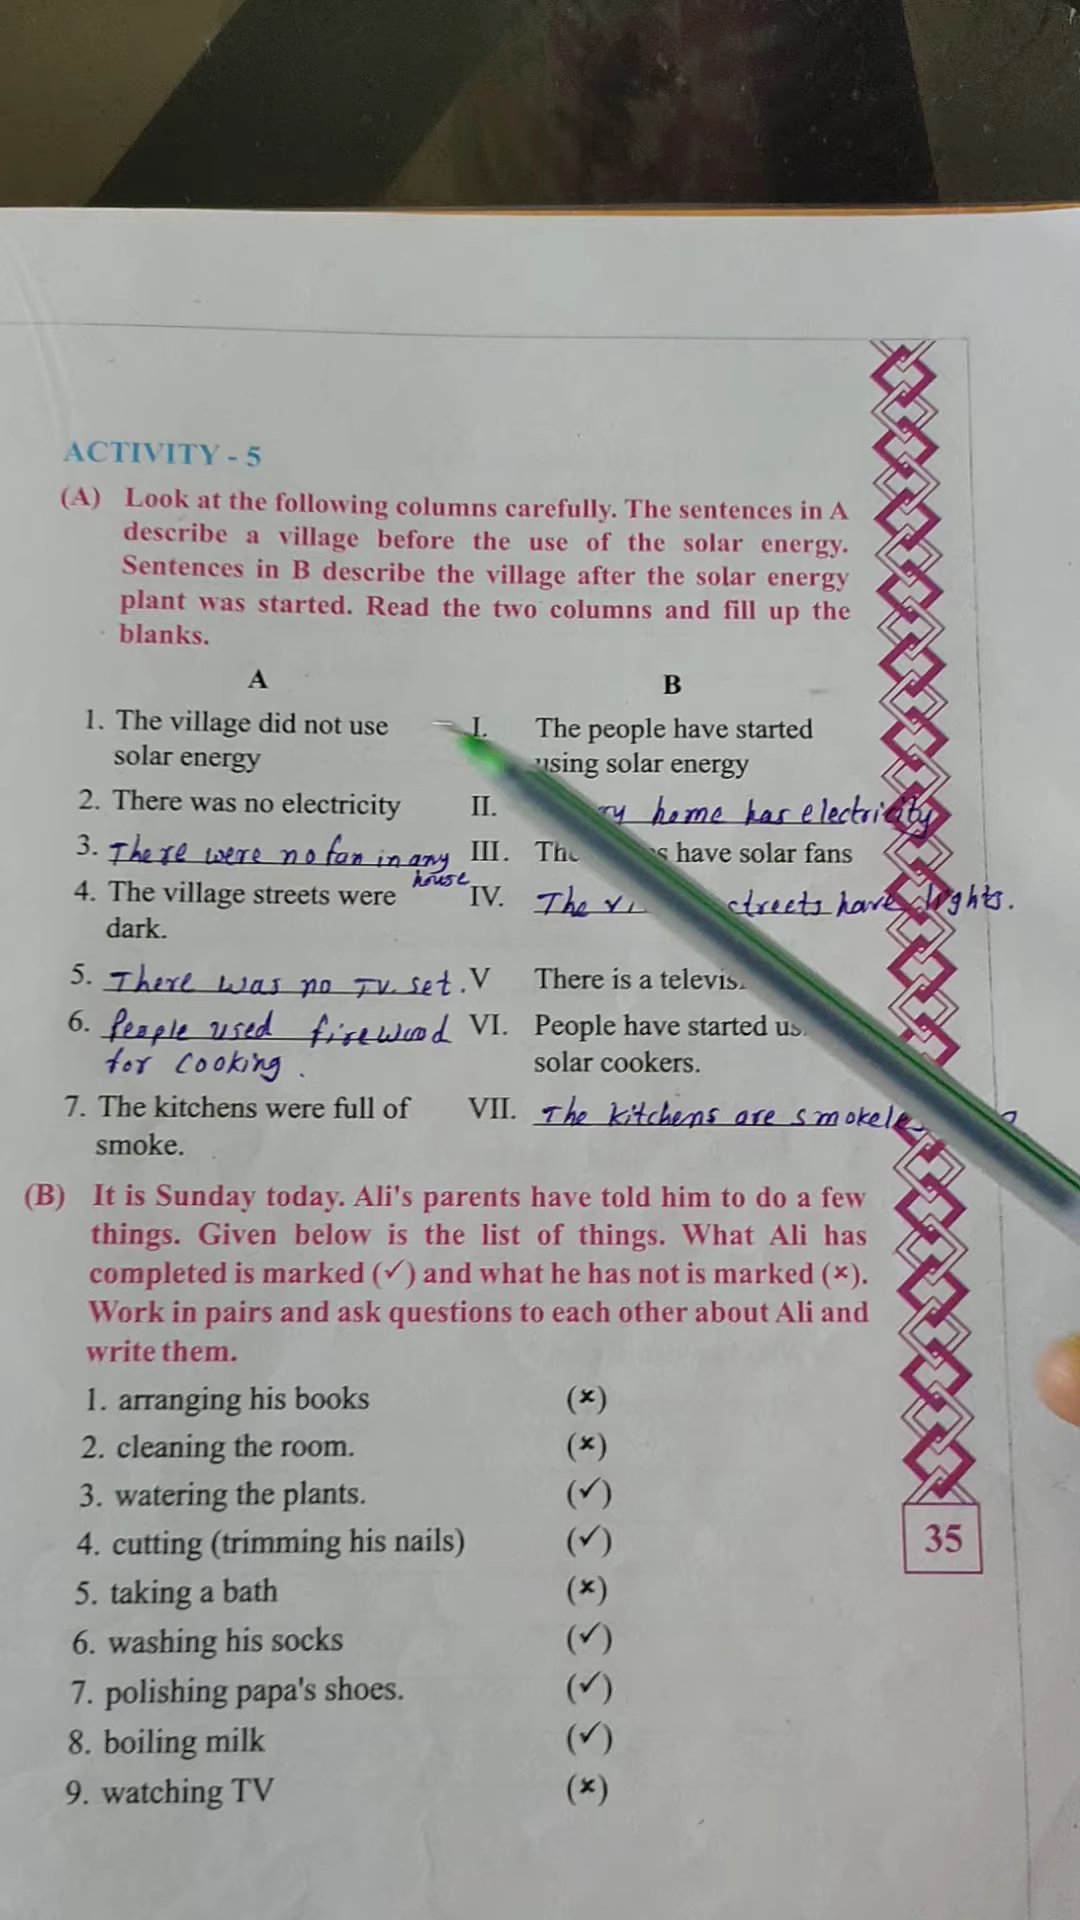 ACTIVITY - 5
(A) Look at the following columns carefully. The sentences in A
describe a village before the use of the solar energy.
Sentences in B describe the village after the solar energy
plant was started. Read the two columns and fill up the
blanks.
A B
1. The village did not use I. The people have started
solar energy using solar energy
2. There was no electricity II. home has electricity
3. There were no fan in any house III. have solar fans
4. The village streets were IV. The streets have lights.
dark.
5. There was no TV set. V There is a
6. People used firewood VI. People have started
for cooking. solar cookers.
7. The kitchens were full of VII. The kitchens are
smoke.
(B) It is Sunday today. Ali's parents have told him to do a few
things. Given below is the list of things. What Ali has
completed is marked (✓) and what he has not is marked (×).
Work in pairs and ask questions to each other about Ali and
write them.
1. arranging his books (×)
2. cleaning the room. (×)
3. watering the plants. (✓)
4. cutting (trimming his nails) (✓)
5. taking a bath (×)
6. washing his socks (✓)
7. polishing papa's shoes. (✓)
8. boiling milk (✓)
9. watching TV (×)
35